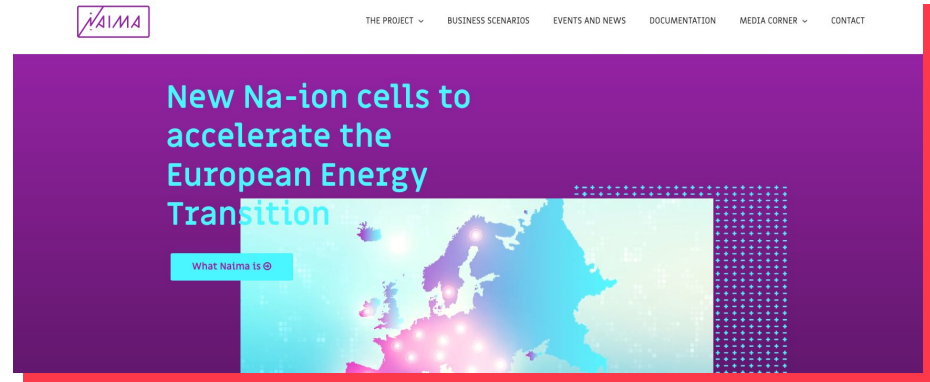 NAIMA
THE PROJECT
BUSINESS SCENARIOS
EVENTS AND NEWS
DOCUMENTATION
MEDIA CORNER
CONTACT
New Na-ion cells to
accelerate the
European Energy
Transition
What Naima is